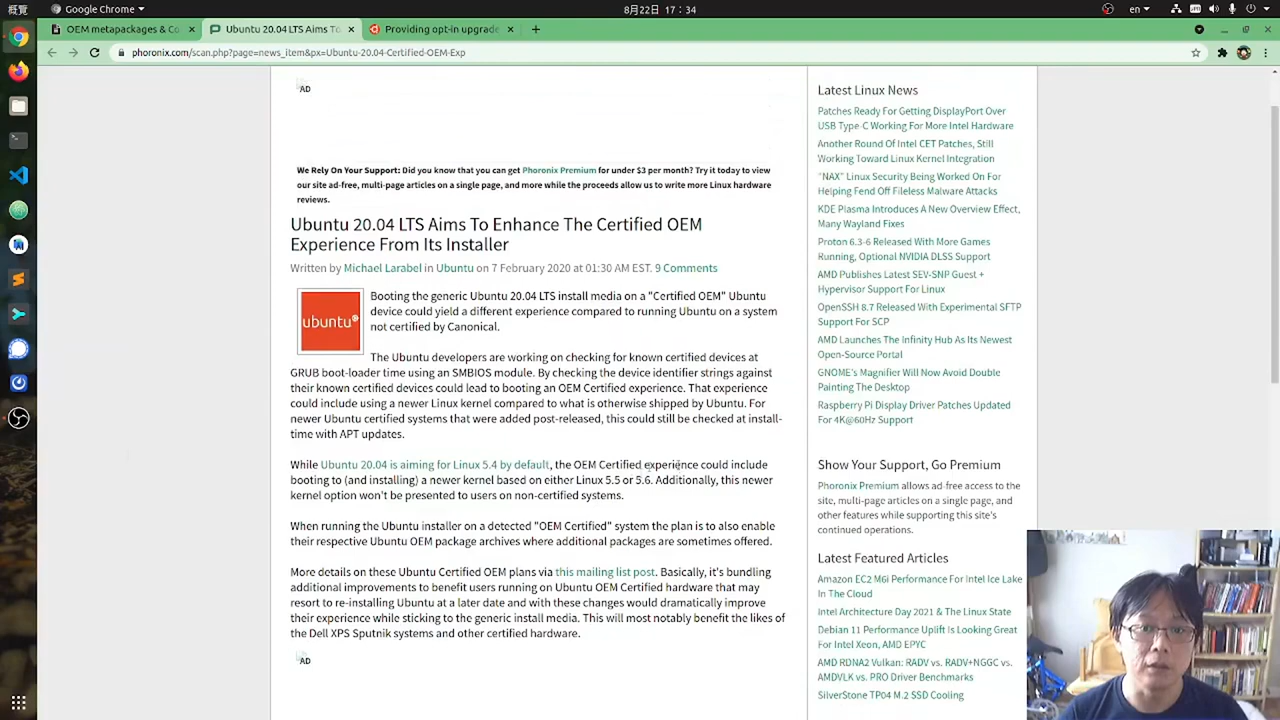 概覽
Google Chrome
8月22日 17：34
en
OEM metapackages & Co
Ubuntu 20.04 LTS Aims To
Providing opt-in upgrade
phoronix.com/scan.php?page=news_item&px=Ubuntu-20.04-Certified-OEM-Exp
AD
We Rely On Your Support: Did you know that you can get Phoronix Premium for under $3 per month? Try it today to view
our site ad-free, multi-page articles on a single page, and more while the proceeds allow us to write more Linux hardware
reviews.
Ubuntu 20.04 LTS Aims To Enhance The Certified OEM
Experience From Its Installer
Written by Michael Larabel in Ubuntu on 7 February 2020 at 01:30 AM EST. 9 Comments
ubuntu
Booting the generic Ubuntu 20.04 LTS install media on a "Certified OEM" Ubuntu
device could yield a different experience compared to running Ubuntu on a system
not certified by Canonical.
The Ubuntu developers are working on checking for known certified devices at
GRUB boot-loader time using an SMBIOS module. By checking the device identifier strings against
their known certified devices could lead to booting an OEM Certified experience. That experience
could include using a newer Linux kernel compared to what is otherwise shipped by Ubuntu. For
newer Ubuntu certified systems that were added post-released, this could still be checked at install-
time with APT updates.
While Ubuntu 20.04 is aiming for Linux 5.4 by default, the OEM Certified experience could include
booting to (and installing) a newer kernel based on either Linux 5.5 or 5.6. Additionally, this newer
kernel option won't be presented to users on non-certified systems.
When running the Ubuntu installer on a detected "OEM Certified" system the plan is to also enable
their respective Ubuntu OEM package archives where additional packages are sometimes offered.
More details on these Ubuntu Certified OEM plans via this mailing list post. Basically, it's bundling
additional improvements to benefit users running on Ubuntu OEM Certified hardware that may
resort to re-installing Ubuntu at a later date and with these changes would dramatically improve
their experience while sticking to the generic install media. This will most notably benefit the likes of
the Dell XPS Sputnik systems and other certified hardware.
AD
Latest Linux News
Patches Ready For Getting DisplayPort Over
USB Type-C Working For More Intel Hardware
Another Round Of Intel CET Patches, Still
Working Toward Linux Kernel Integration
"NAX" Linux Security Being Worked On For
Helping Fend Off Fileless Malware Attacks
KDE Plasma Introduces A New Overview Effect,
Many Wayland Fixes
Proton 6.3-6 Released With More Games
Running, Optional NVIDIA DLSS Support
AMD Publishes Latest SEV-SNP Guest +
Hypervisor Support For Linux
OpenSSH 8.7 Released With Experimental SFTP
Support For SCP
AMD Launches The Infinity Hub As Its Newest
Open-Source Portal
GNOME's Magnifier Will Now Avoid Double
Painting The Desktop
Raspberry Pi Display Driver Patches Updated
For 4K@60Hz Support
Show Your Support, Go Premium
Phoronix Premium allows ad-free access to the
site, multi-page articles on a single page, and
other features while supporting this site's
continued operations.
Latest Featured Articles
Amazon EC2 M6i Performance For Intel Ice Lake
In The Cloud
Intel Architecture Day 2021 & The Linux State
Debian 11 Performance Uplift Is Looking Great
For Intel Xeon, AMD EPYC
AMD RDNA2 Vulkan: RADV vs. RADV+NGGC vs.
AMDVLK vs. PRO Driver Benchmarks
SilverStone TP04 M.2 SSD Cooling